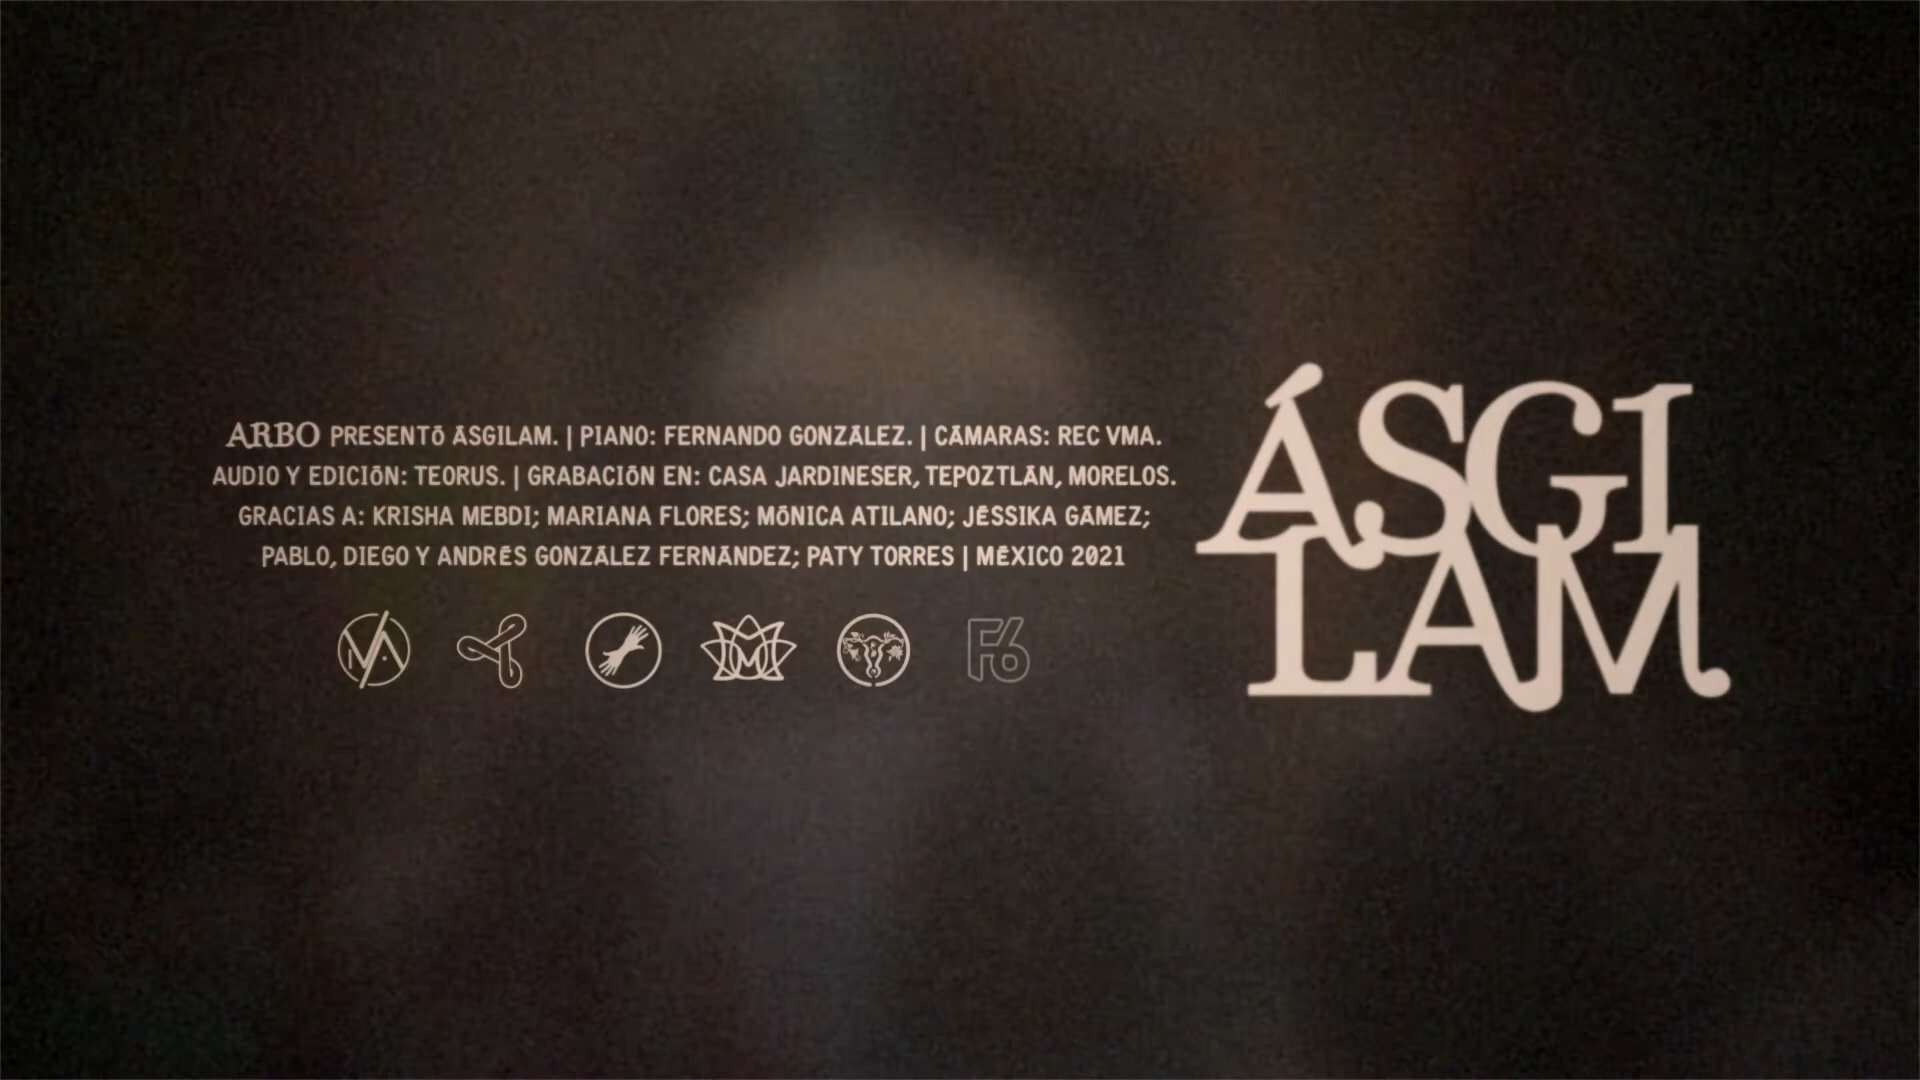 ARBO PRESENTÓ ÁSGILAM. | PIANO: FERNANDO GONZÁLEZ. | CÁMARAS: REC VMA.
AUDIO Y EDICIÓN: TEORUS. | GRABACIÓN EN: CASA JARDINESER, TEPOZTLÁN, MORELOS.
GRACIAS A: KRISHA MEBDI; MARIANA FLORES; MÓNICA ATILANO; JÉSSIKA GÁMEZ;
PABLO, DIEGO Y ANDRÉS GONZÁLEZ FERNÁNDEZ; PATY TORRES | MÉXICO 2021
F6
ÁSGI
LAM